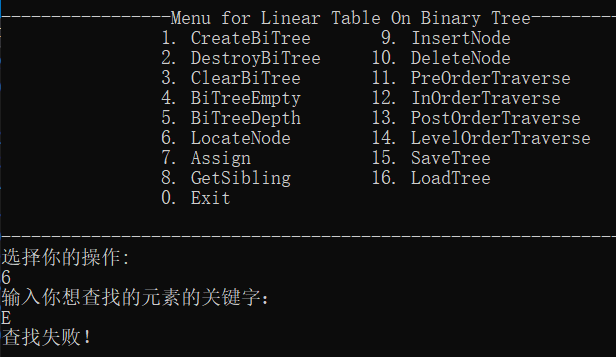 -----------------Menu for Linear Table On Binary Tree---------
1. CreateBiTree 9. InsertNode
2. DestroyBiTree 10. DeleteNode
3. ClearBiTree 11. PreOrderTraverse
4. BiTreeEmpty 12. InOrderTraverse
5. BiTreeDepth 13. PostOrderTraverse
6. LocateNode 14. LevelOrderTraverse
7. Assign 15. SaveTree
8. GetSibling 16. LoadTree
0. Exit
--------------------------------------------------------------
选择你的操作:
6
输入你想查找的元素的关键字：
E
查找失败！